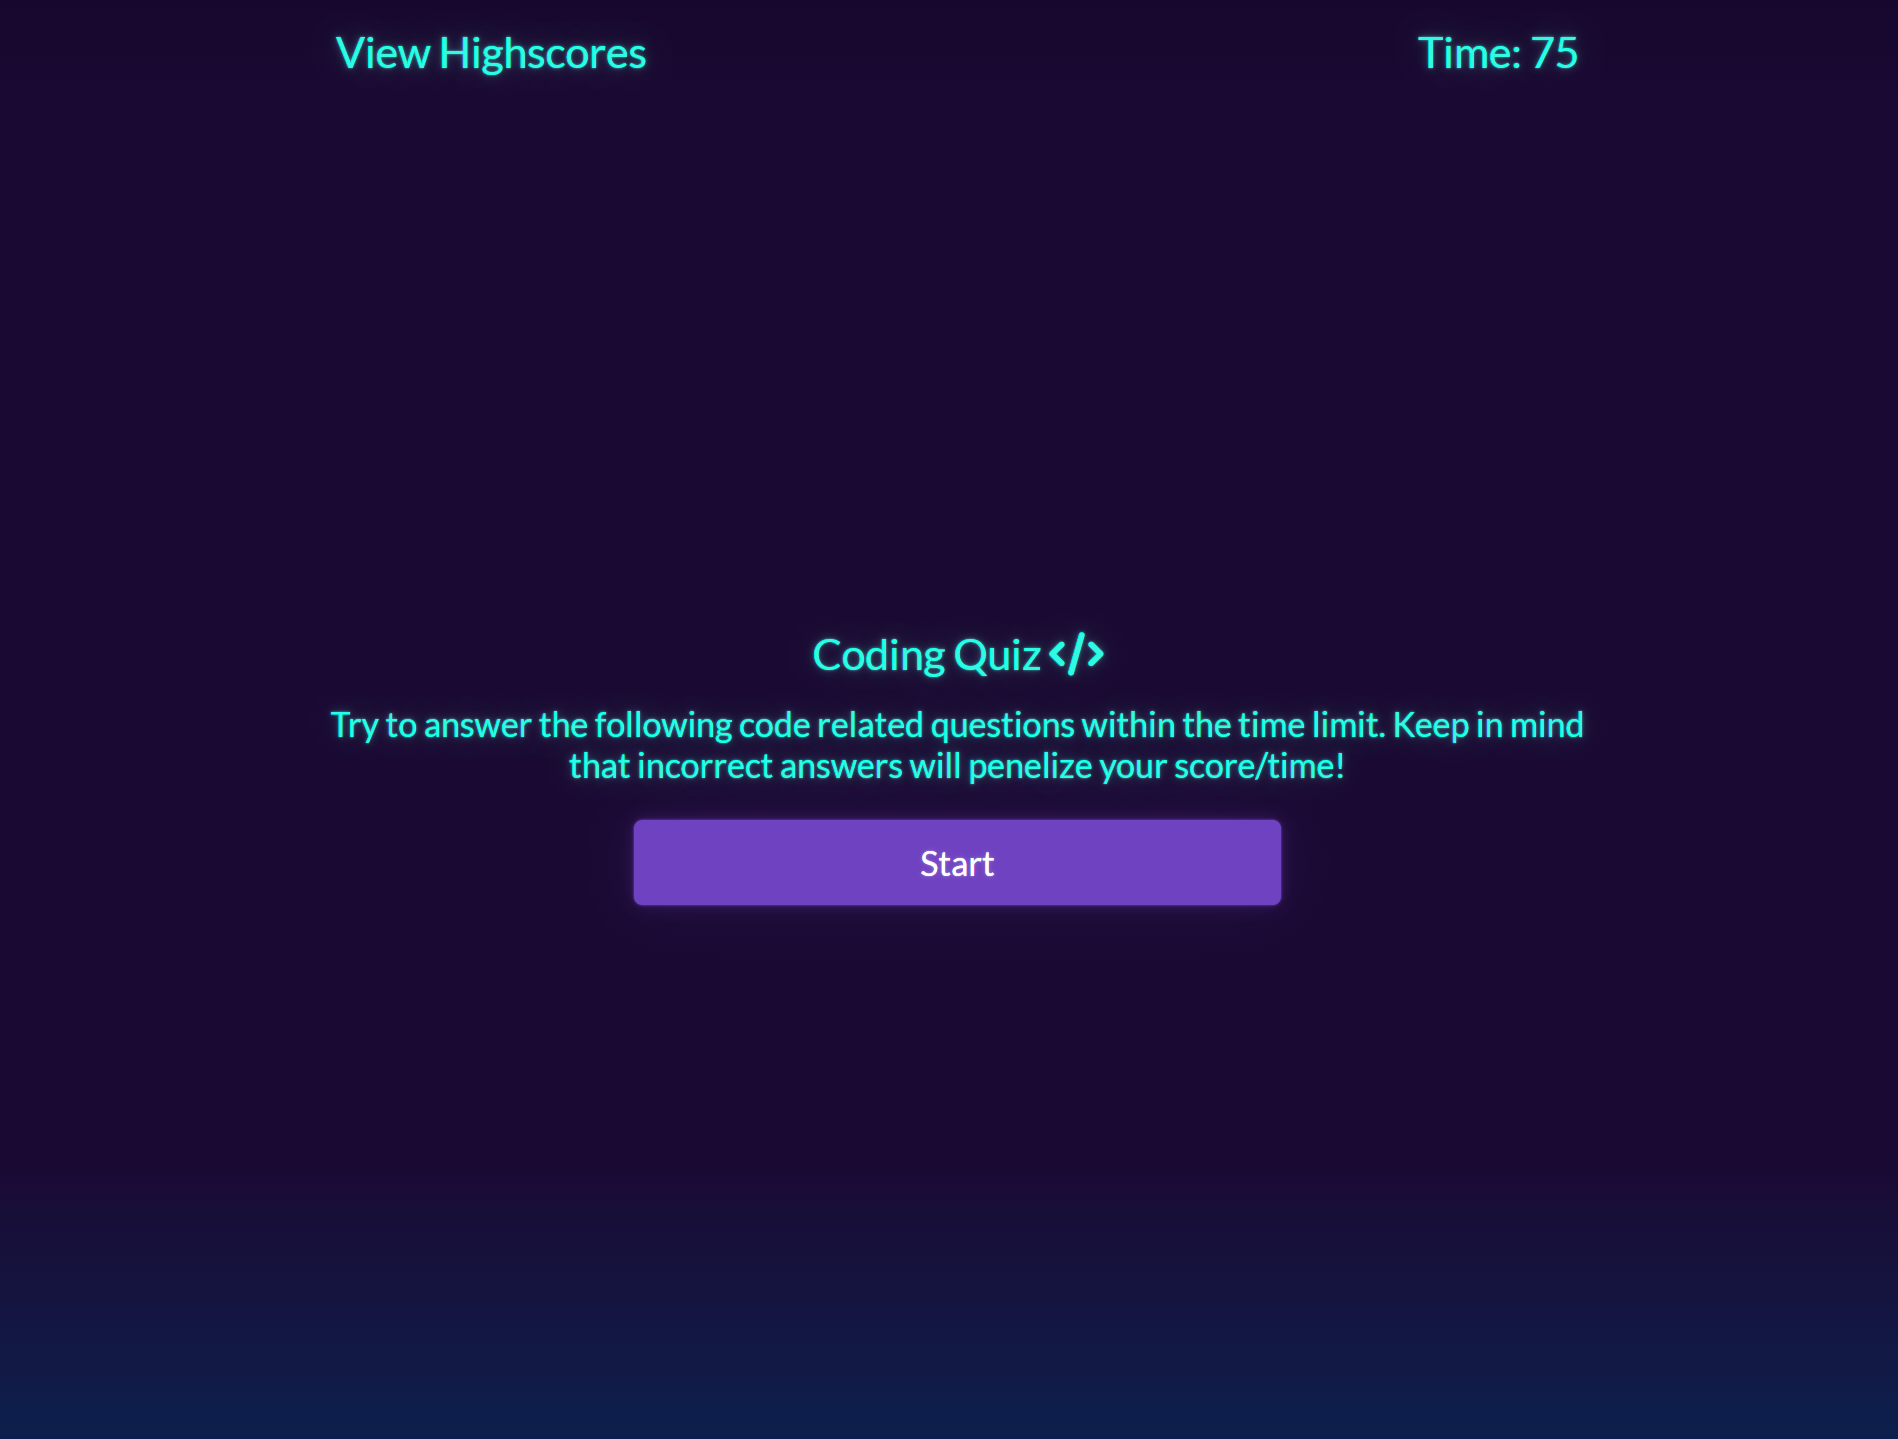 View Highscores
Time: 75
Coding Quiz </>
Try to answer the following code related questions within the time limit. Keep in mind
that incorrect answers will penelize your score/time!
Start